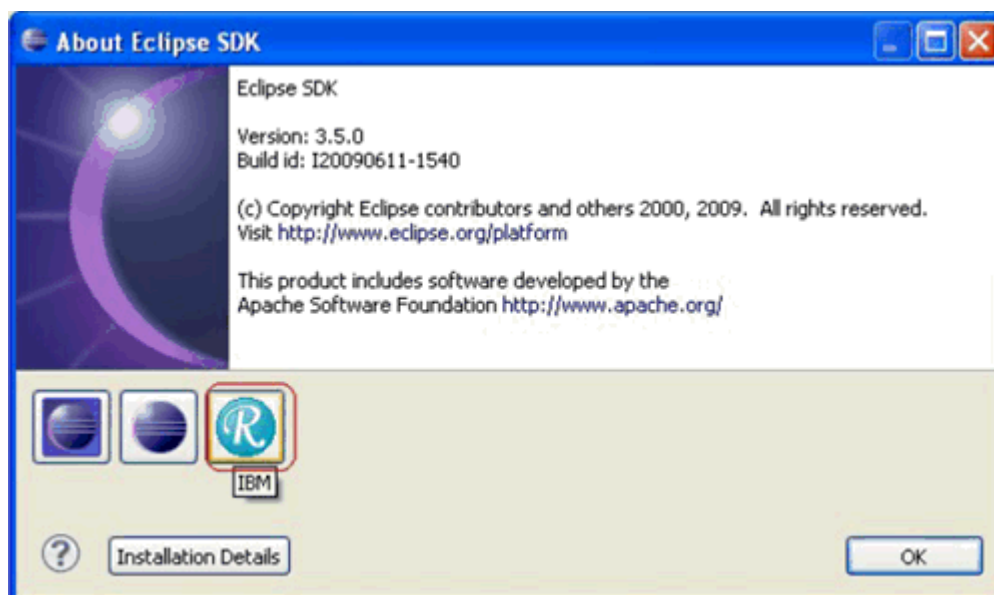 About Eclipse SDK
Eclipse SDK
Version: 3.5.0
Build id: I20090611-1540
(c) Copyright Eclipse contributors and others 2000, 2009.  All rights reserved.
Visit http://www.eclipse.org/platform
This product includes software developed by the
Apache Software Foundation http://www.apache.org/
R
IBM
?
Installation Details
OK